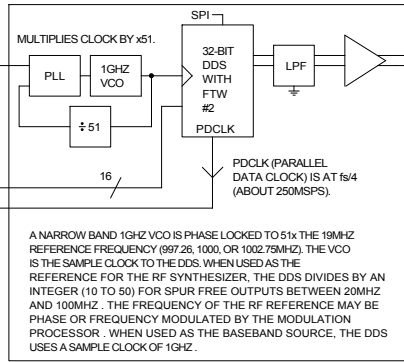 SPI
MULTIPLIES CLOCK BY x51.
PLL
1GHZ
VCO
32-BIT
DDS
WITH
FTW
#2
LPF
÷51
PDCLK
16
PDCLK (PARALLEL
DATA CLOCK) IS AT fs/4
(ABOUT 250MSPS).
A NARROW BAND 1GHZ VCO IS PHASE LOCKED TO 51x THE 19MHZ
REFERENCE FREQUENCY (997.26, 1000, OR 1002.75MHZ). THE VCO
IS THE SAMPLE CLOCK TO THE DDS. WHEN USED AS THE
REFERENCE FOR THE RF SYNTHESIZER, THE DDS DIVIDES BY AN
INTEGER (10 TO 50) FOR SPUR FREE OUTPUTS BETWEEN 20MHZ
AND 100MHZ . THE FREQUENCY OF THE RF REFERENCE MAY BE
PHASE OR FREQUENCY MODULATED BY THE MODULATION
PROCESSOR . WHEN USED AS THE BASEBAND SOURCE, THE DDS
USES A SAMPLE CLOCK OF 1GHZ .